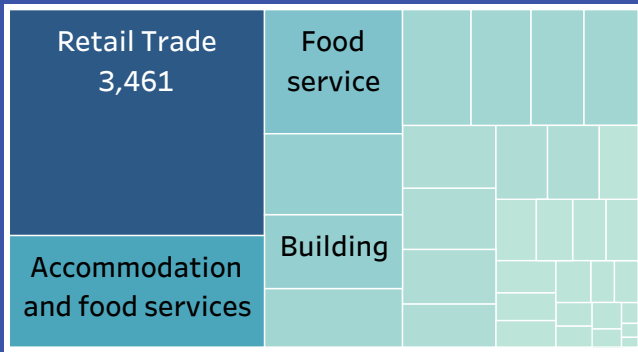 Retail Trade
3,461
Accommodation
and food services
Food
service
Building